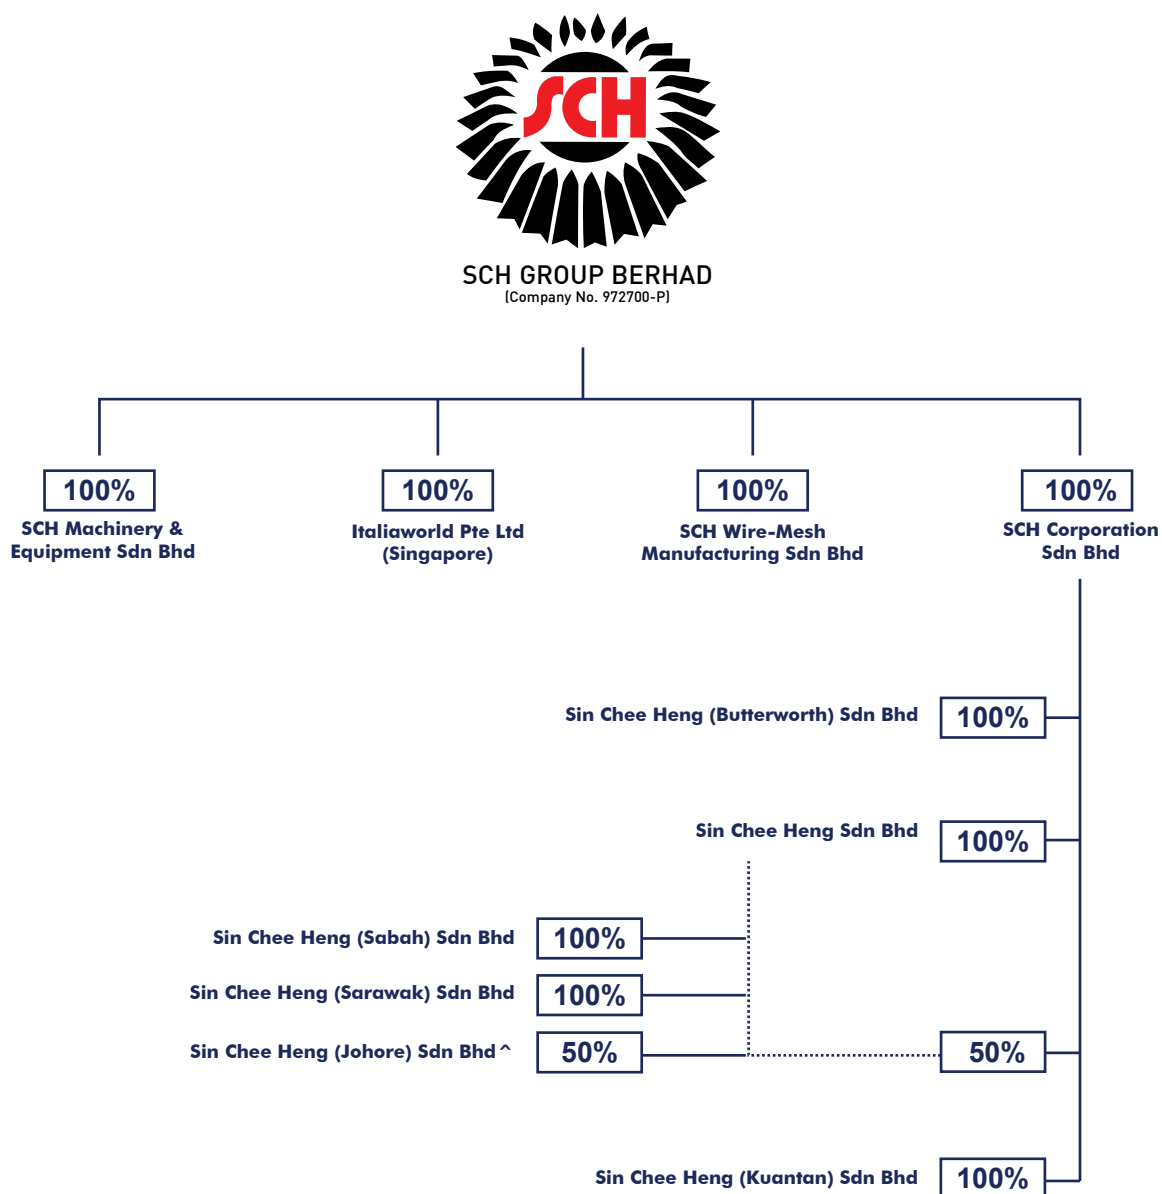 SCH
SCH GROUP BERHAD
(Company No. 972700-P)
100%
100%
100%
100%
SCH Machinery &
Equipment Sdn Bhd
Italiaworld Pte Ltd
(Singapore)
SCH Wire-Mesh
Manufacturing Sdn Bhd
SCH Corporation
Sdn Bhd
Sin Chee Heng (Butterworth) Sdn Bhd
100%
Sin Chee Heng Sdn Bhd
100%
Sin Chee Heng (Sabah) Sdn Bhd
100%
Sin Chee Heng (Sarawak) Sdn Bhd
100%
Sin Chee Heng (Johore) Sdn Bhd ^
50%
50%
Sin Chee Heng (Kuantan) Sdn Bhd
100%